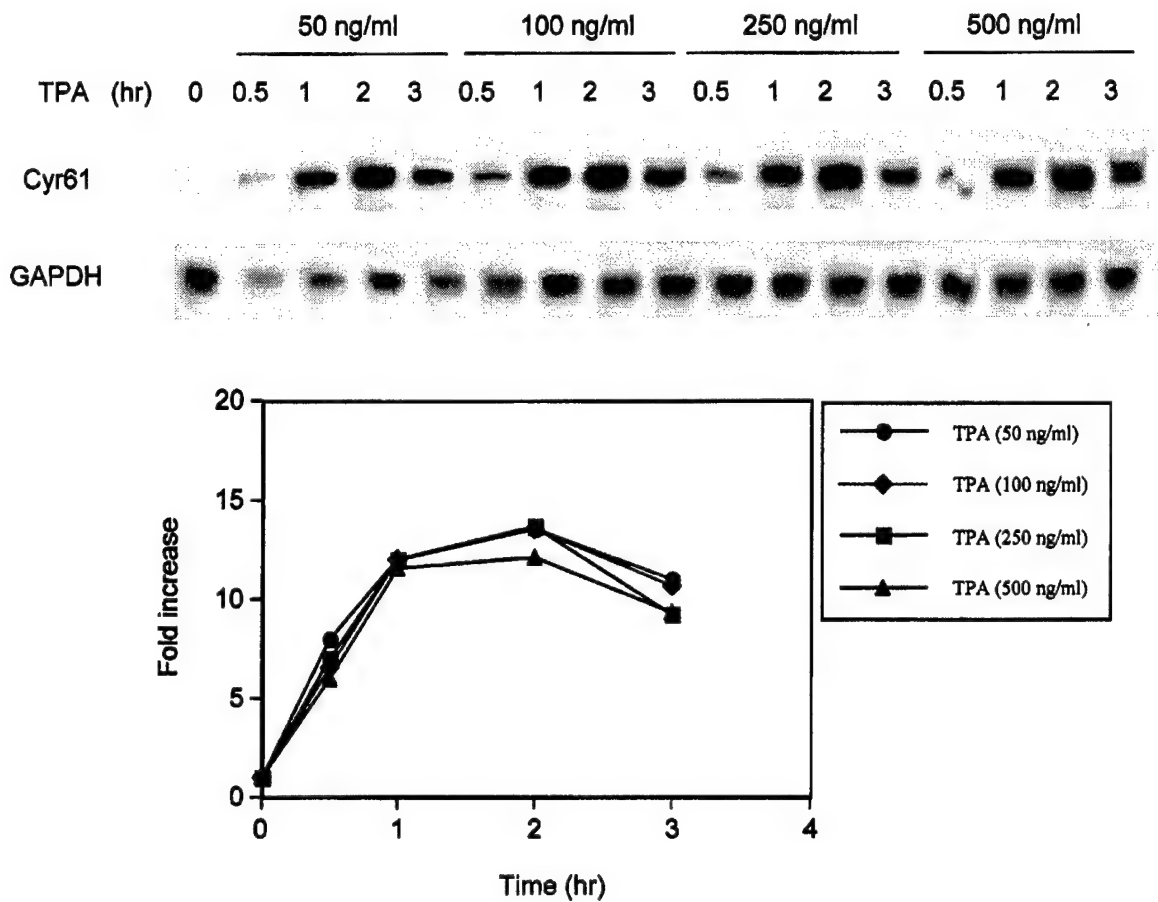 50 ng/ml 100 ng/ml 250 ng/ml 500 ng/ml
TPA (hr) 0 0.5 1 2 3 0.5 1 2 3 0.5 1 2 3 0.5 1 2 3
Cyr61
GAPDH
20
15
10
5
0
Fold increase
0 1 2 3 4
Time (hr)
TPA (50 ng/ml)
TPA (100 ng/ml)
TPA (250 ng/ml)
TPA (500 ng/ml)